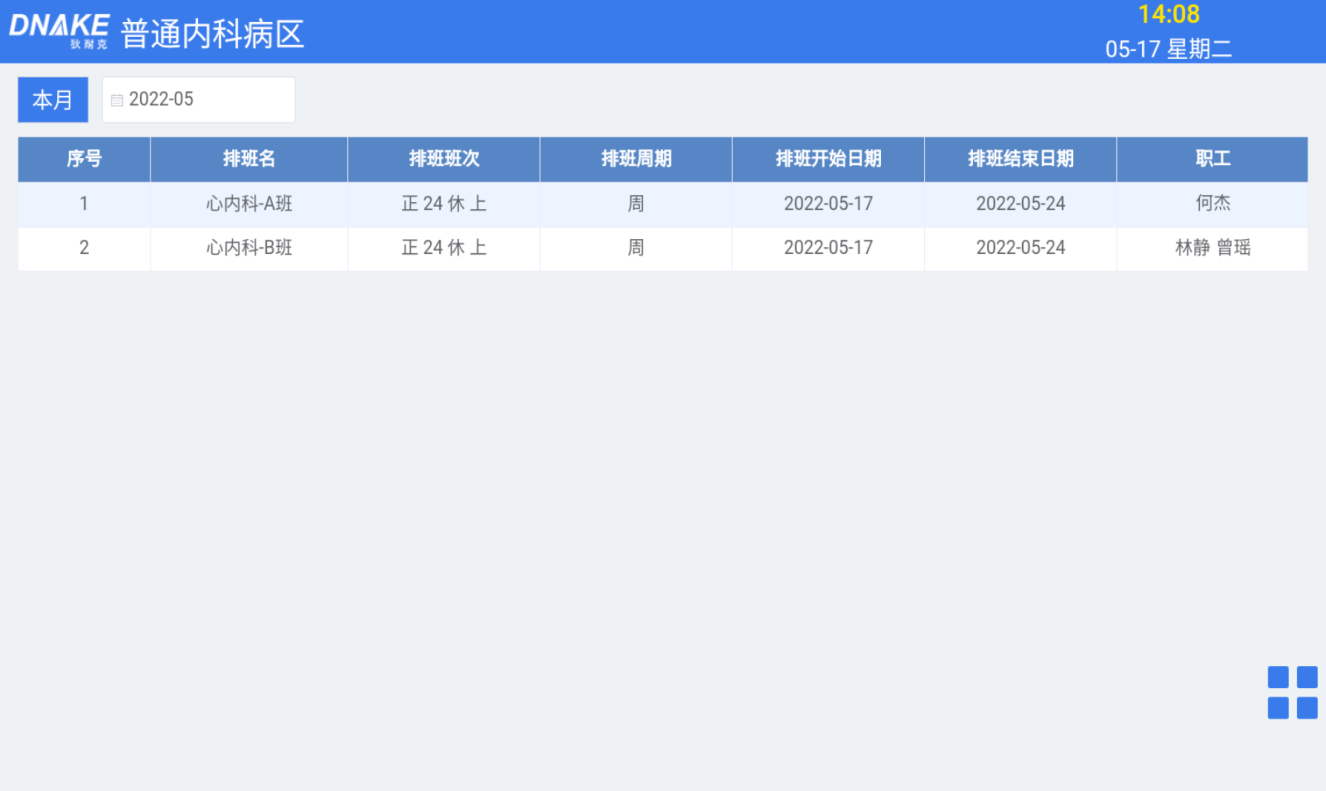 DNAKE
狄耐克
普通内科病区
14:08
05-17 星期二
本月 2022-05
序号 排班名 排班班次 排班周期 排班开始日期 排班结束日期 职工
1 心内科-A班 正 24 休 上 周 2022-05-17 2022-05-24 何杰
2 心内科-B班 正 24 休 上 周 2022-05-17 2022-05-24 林静 曾瑶